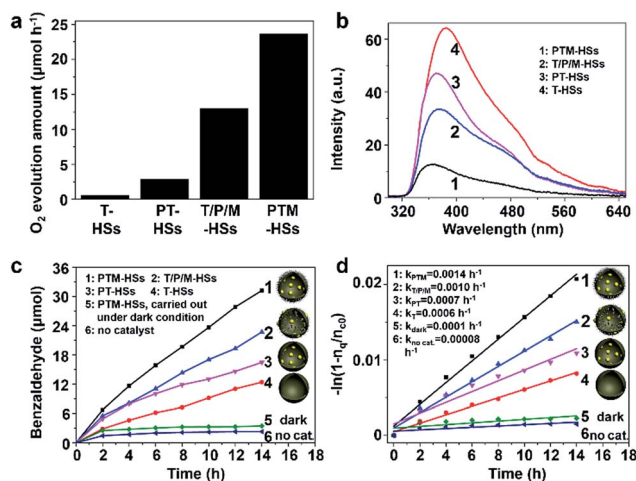 a
O₂ evolution amount (μmol h⁻¹)
25
20
15
10
5
0
T-
HSs
PT-
HSs
T/P/M
-HSs
PTM
-HSs
b
Intensity (a.u.)
60
40
20
0
4
3
2
1
1: PTM-HSs
2: T/P/M-HSs
3: PT-HSs
4: T-HSs
300 400 500 640
Wavelength (nm)
c
Benzaldehyde (μmol)
36
30
24
18
12
6
0
1: PTM-HSs 2: T/P/M-HSs
3: PT-HSs 4: T-HSs
5: PTM-HSs, carried out
under dark condition
6: no catalyst
1
2
3
4
5 dark
6 no cat.
0 2 4 6 8 10 12 14 16 18
Time (h)
d
-ln(1-nq/nc0)
0.02
0.01
0.00
1: kPTM=0.0014 h⁻¹
2: kT/P/M=0.0010 h⁻¹
3: kPT=0.0007 h⁻¹
4: kT=0.0006 h⁻¹
5: kdark=0.0001 h⁻¹
6: kno cat.=0.00008
h⁻¹
1
2
3
4
5 dark
6 no cat.
0 2 4 6 8 10 12 14 16 18
Time (h)